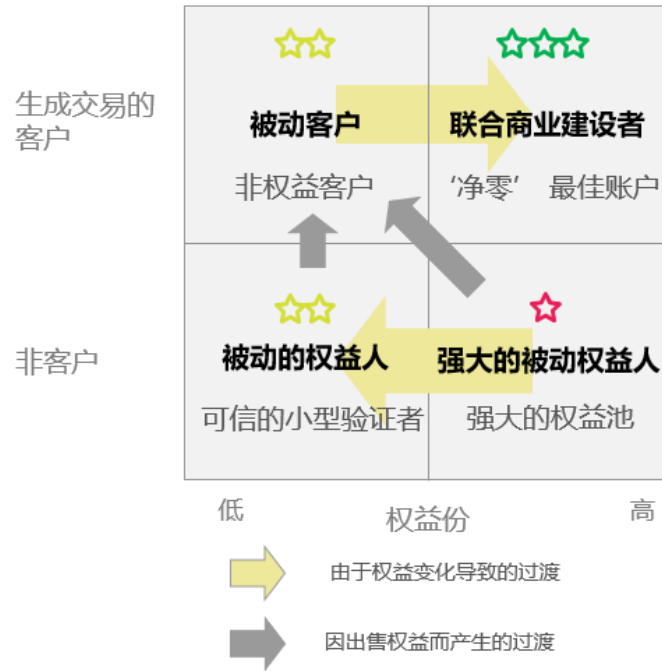 生成交易的
客户
被动客户
联合商业建设者
非权益客户
‘净零’ 最佳账户
非客户
被动的权益人
强大的被动权益人
可信的小型验证者
强大的权益池
低
权益份
高
由于权益变化导致的过渡
因出售权益而产生的过渡